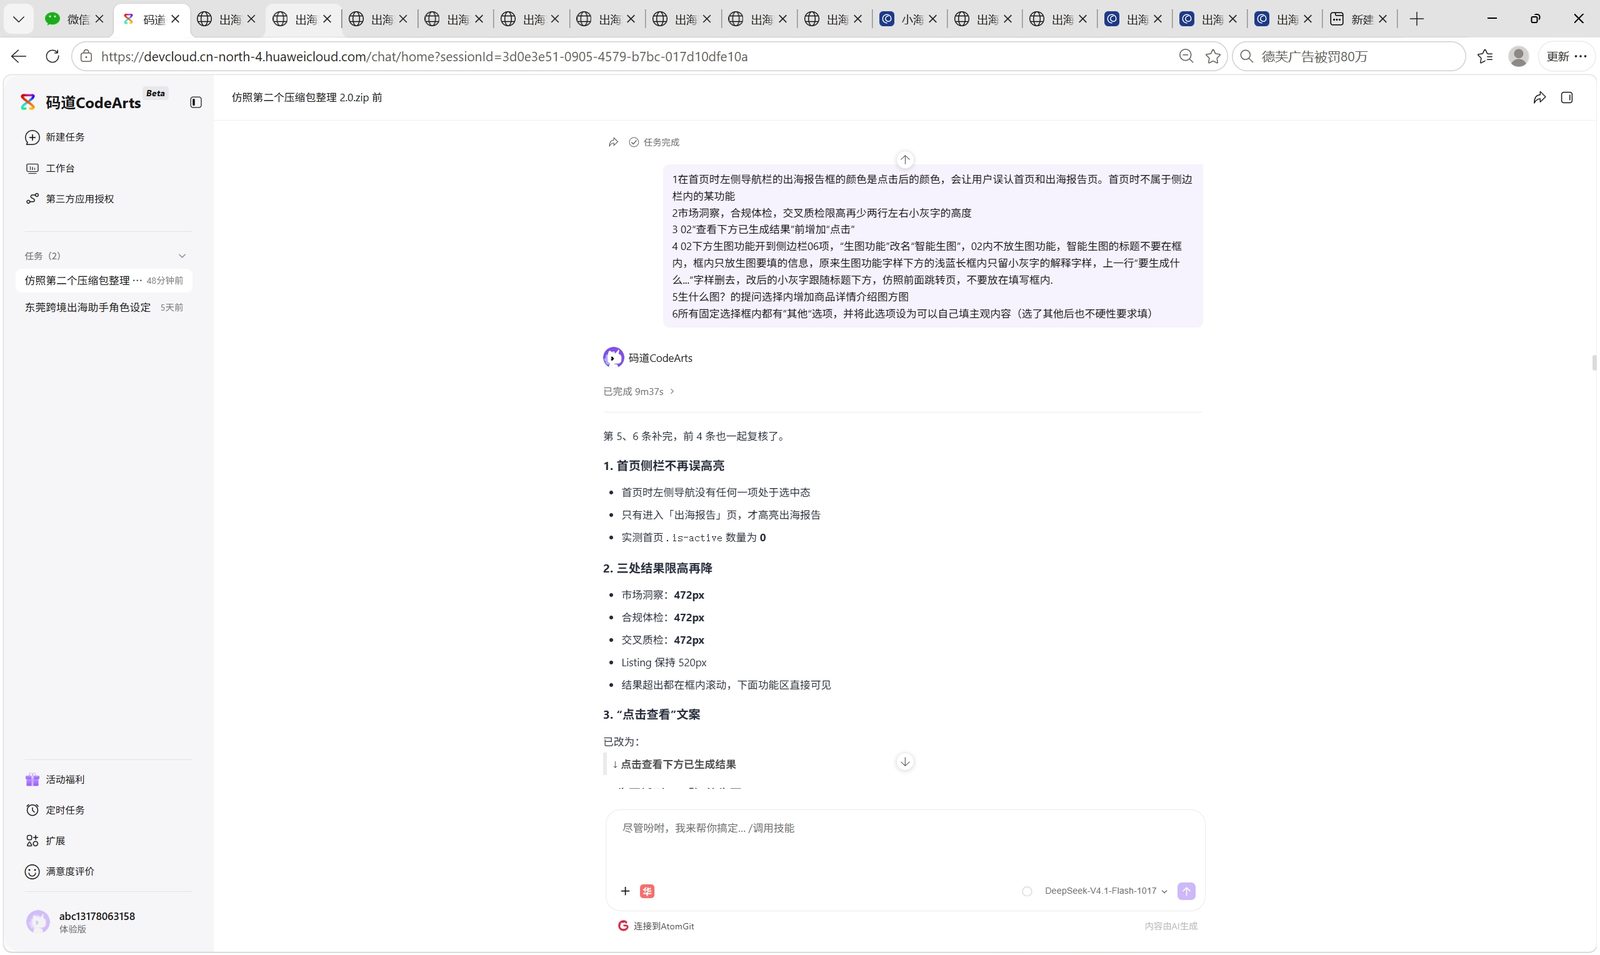 微信
码道
出海
出海
出海
出海
出海
出海
出海
出海
出海
小海
出海
出海
出海
出海
出海
新建
https://devcloud.cn-north-4.huaweicloud.com/chat/home?sessionId=3d0e3e51-0905-4579-b7bc-017d10dfe10a
德芙广告被罚80万
更新
码道CodeArts
Beta
新建任务
工作台
第三方应用授权
任务（2）
仿照第二个压缩包整理 ··· 48分钟前
东莞跨境出海助手角色设定 5天前
活动福利
定时任务
扩展
满意度评价
abc13178063158
体验版
仿照第二个压缩包整理 2.0.zip 前
任务完成
1在首页时左侧导航栏的出海报告框的颜色是点击后的颜色，会让用户误认首页和出海报告页。首页时不属于侧边
栏内的某功能
2市场洞察，合规体检，交叉质检限高再少两行左右小灰字的高度
3 02“查看下方已生成结果”前增加“点击”
4 02下方生图功能开到侧边栏06项，“生图功能”改名“智能生图”，02内不放生图功能，智能生图的标题不要在框
内，框内只放生图要填的信息，原来生图功能字样下方的浅蓝长框内只留小灰字的解释字样，上一行“要生成什
么...”字样删去，改后的小灰字跟随标题下方，仿照前面跳转页，不要放在填写框内.
5生什么图？的提问选择内增加商品详情介绍图方图
6所有固定选择框内都有“其他”选项，并将此选项设为可以自己填主观内容（选了其他后也不硬性要求填）
码道CodeArts
已完成 9m37s
第 5、6 条补完，前 4 条也一起复核了。
1. 首页侧栏不再误高亮
• 首页时左侧导航没有任何一项处于选中态
• 只有进入「出海报告」页，才高亮出海报告
• 实测首页 .is-active 数量为 0
2. 三处结果限高再降
• 市场洞察：472px
• 合规体检：472px
• 交叉质检：472px
• Listing 保持 520px
• 结果超出都在框内滚动，下面功能区直接可见
3. “点击查看”文案
已改为：
↓ 点击查看下方已生成结果
尽管吩咐，我来帮你搞定... /调用技能
华
DeepSeek-V4.1-Flash-1017
连接到AtomGit
内容由AI生成